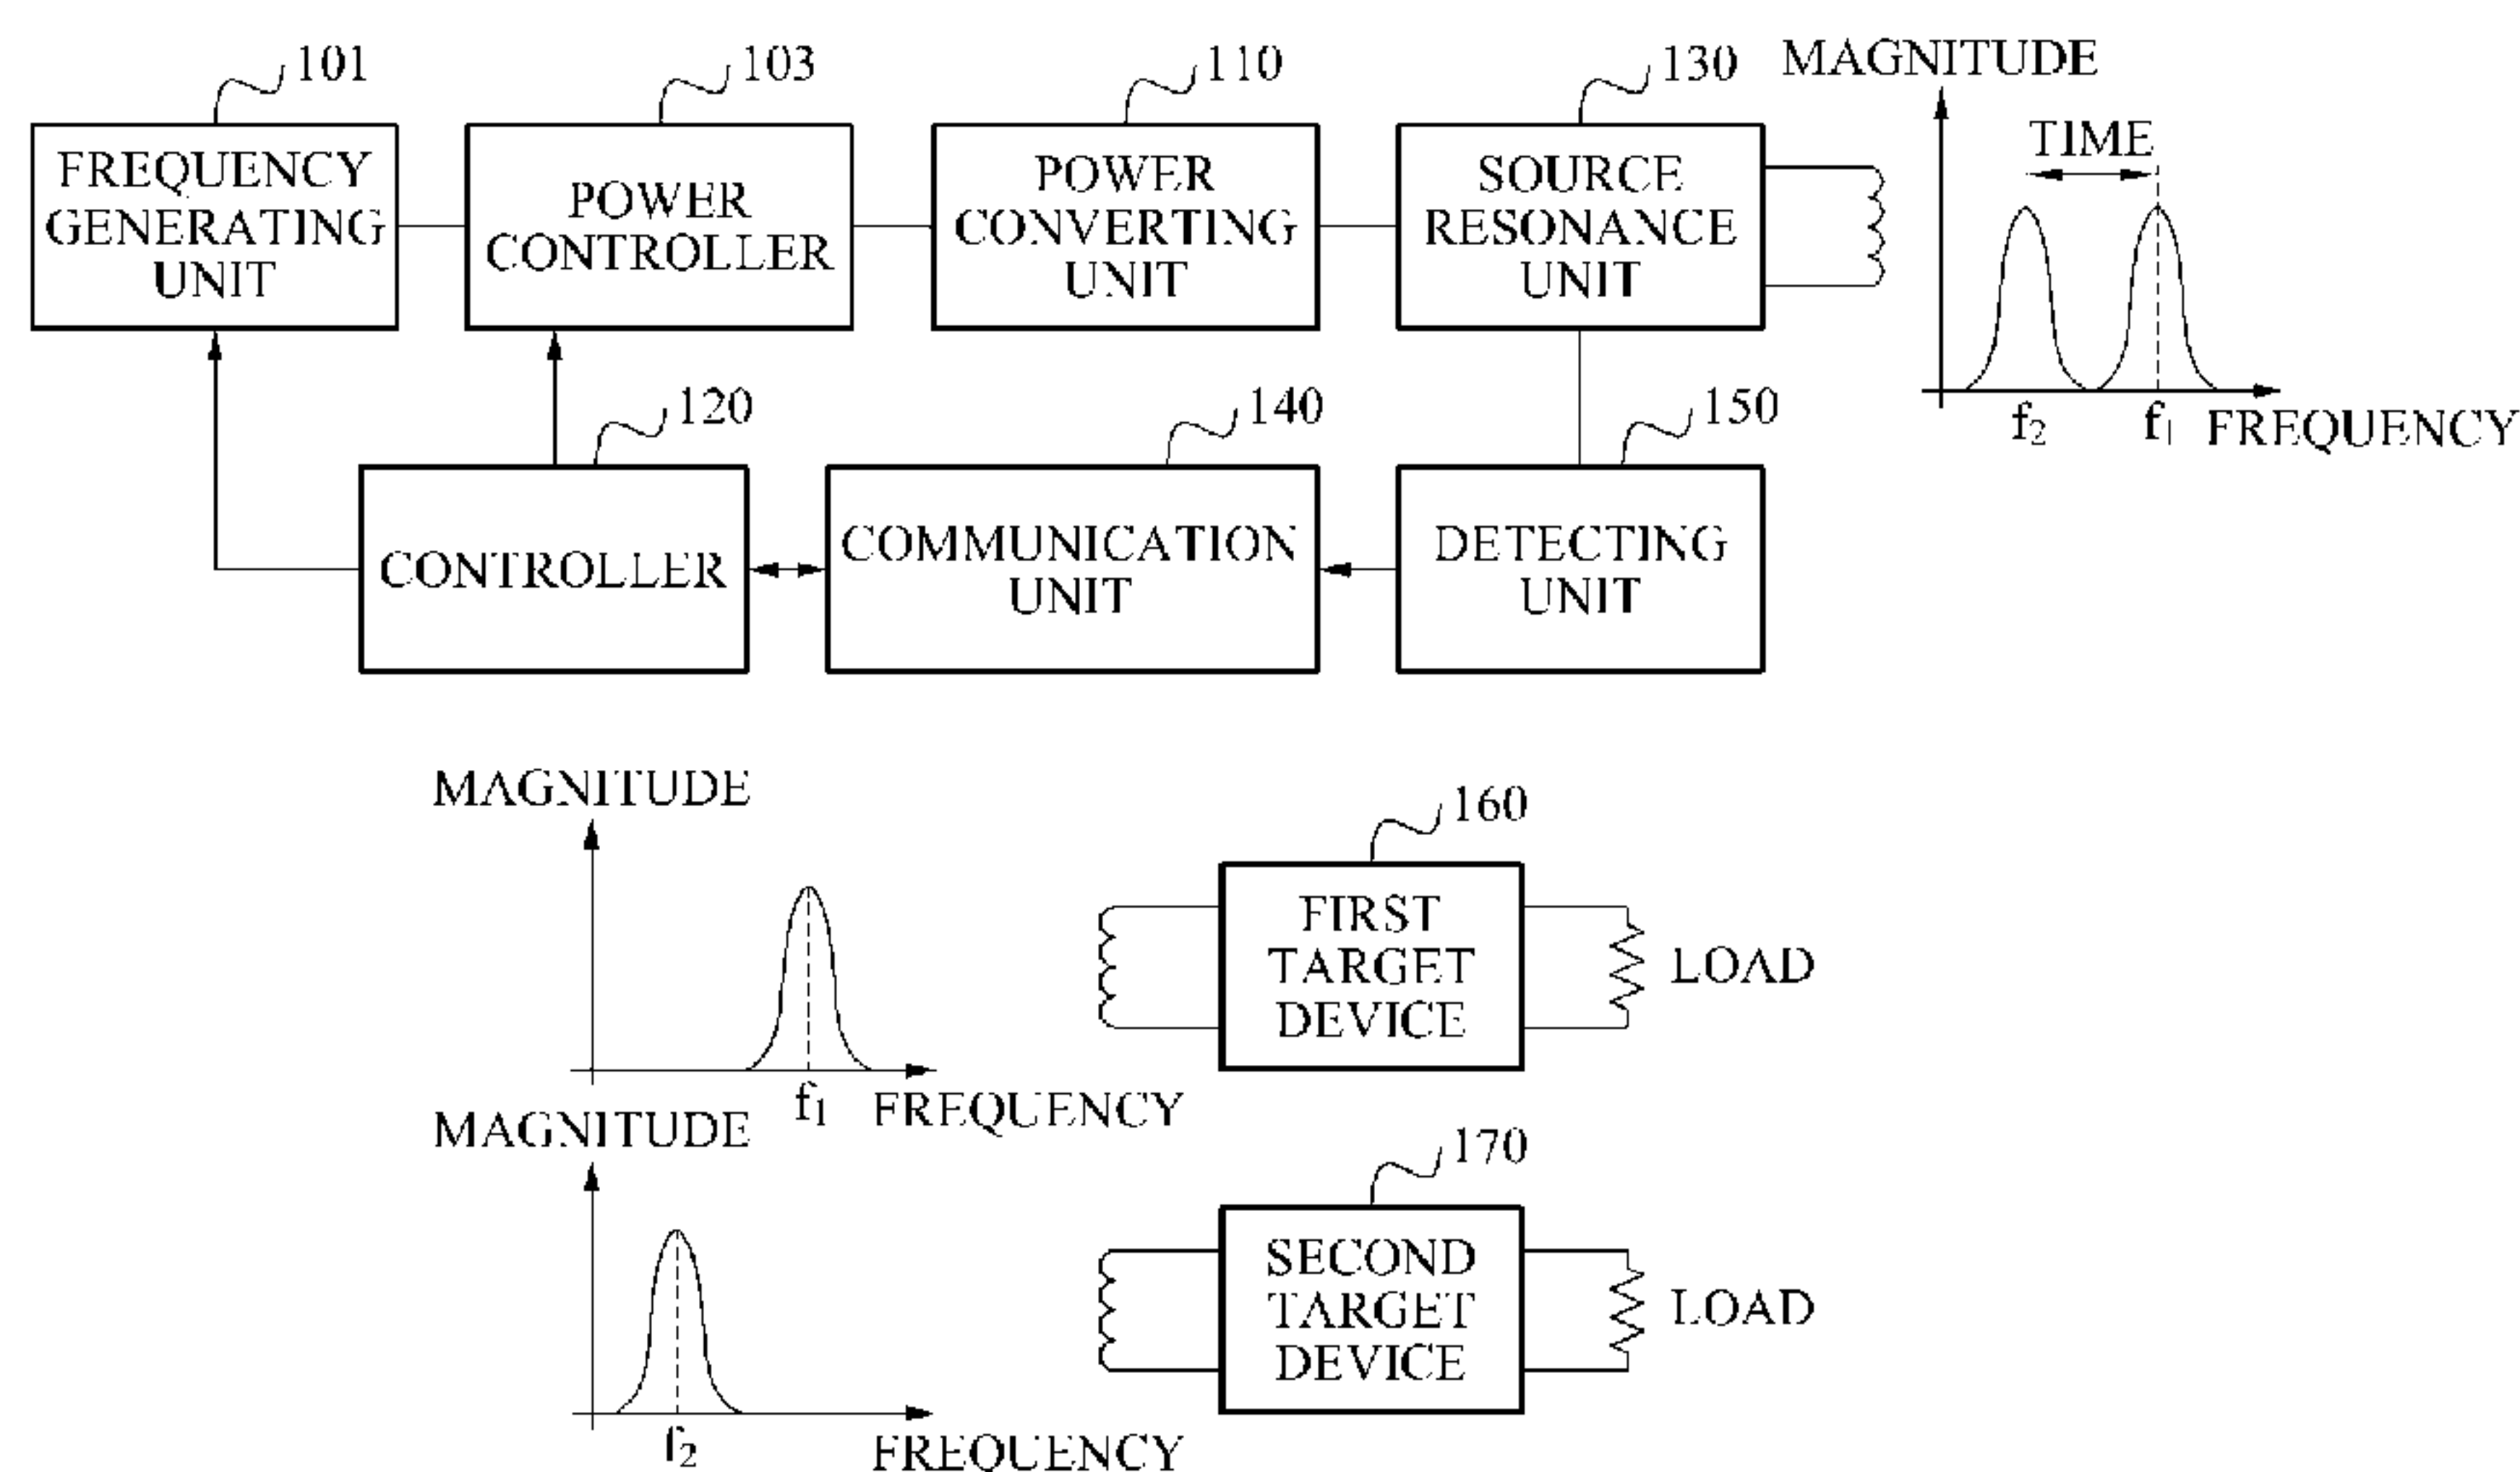 101
103
110
130
MAGNITUDE
TIME
FREQUENCY
GENERATING
UNIT
POWER
CONTROLLER
POWER
CONVERTING
UNIT
SOURCE
RESONANCE
UNIT
f2
f1
FREQUENCY
120
140
150
CONTROLLER
COMMUNICATION
UNIT
DETECTING
UNIT
MAGNITUDE
f1
FREQUENCY
160
FIRST
TARGET
DEVICE
LOAD
MAGNITUDE
f2
FREQUENCY
170
SECOND
TARGET
DEVICE
LOAD